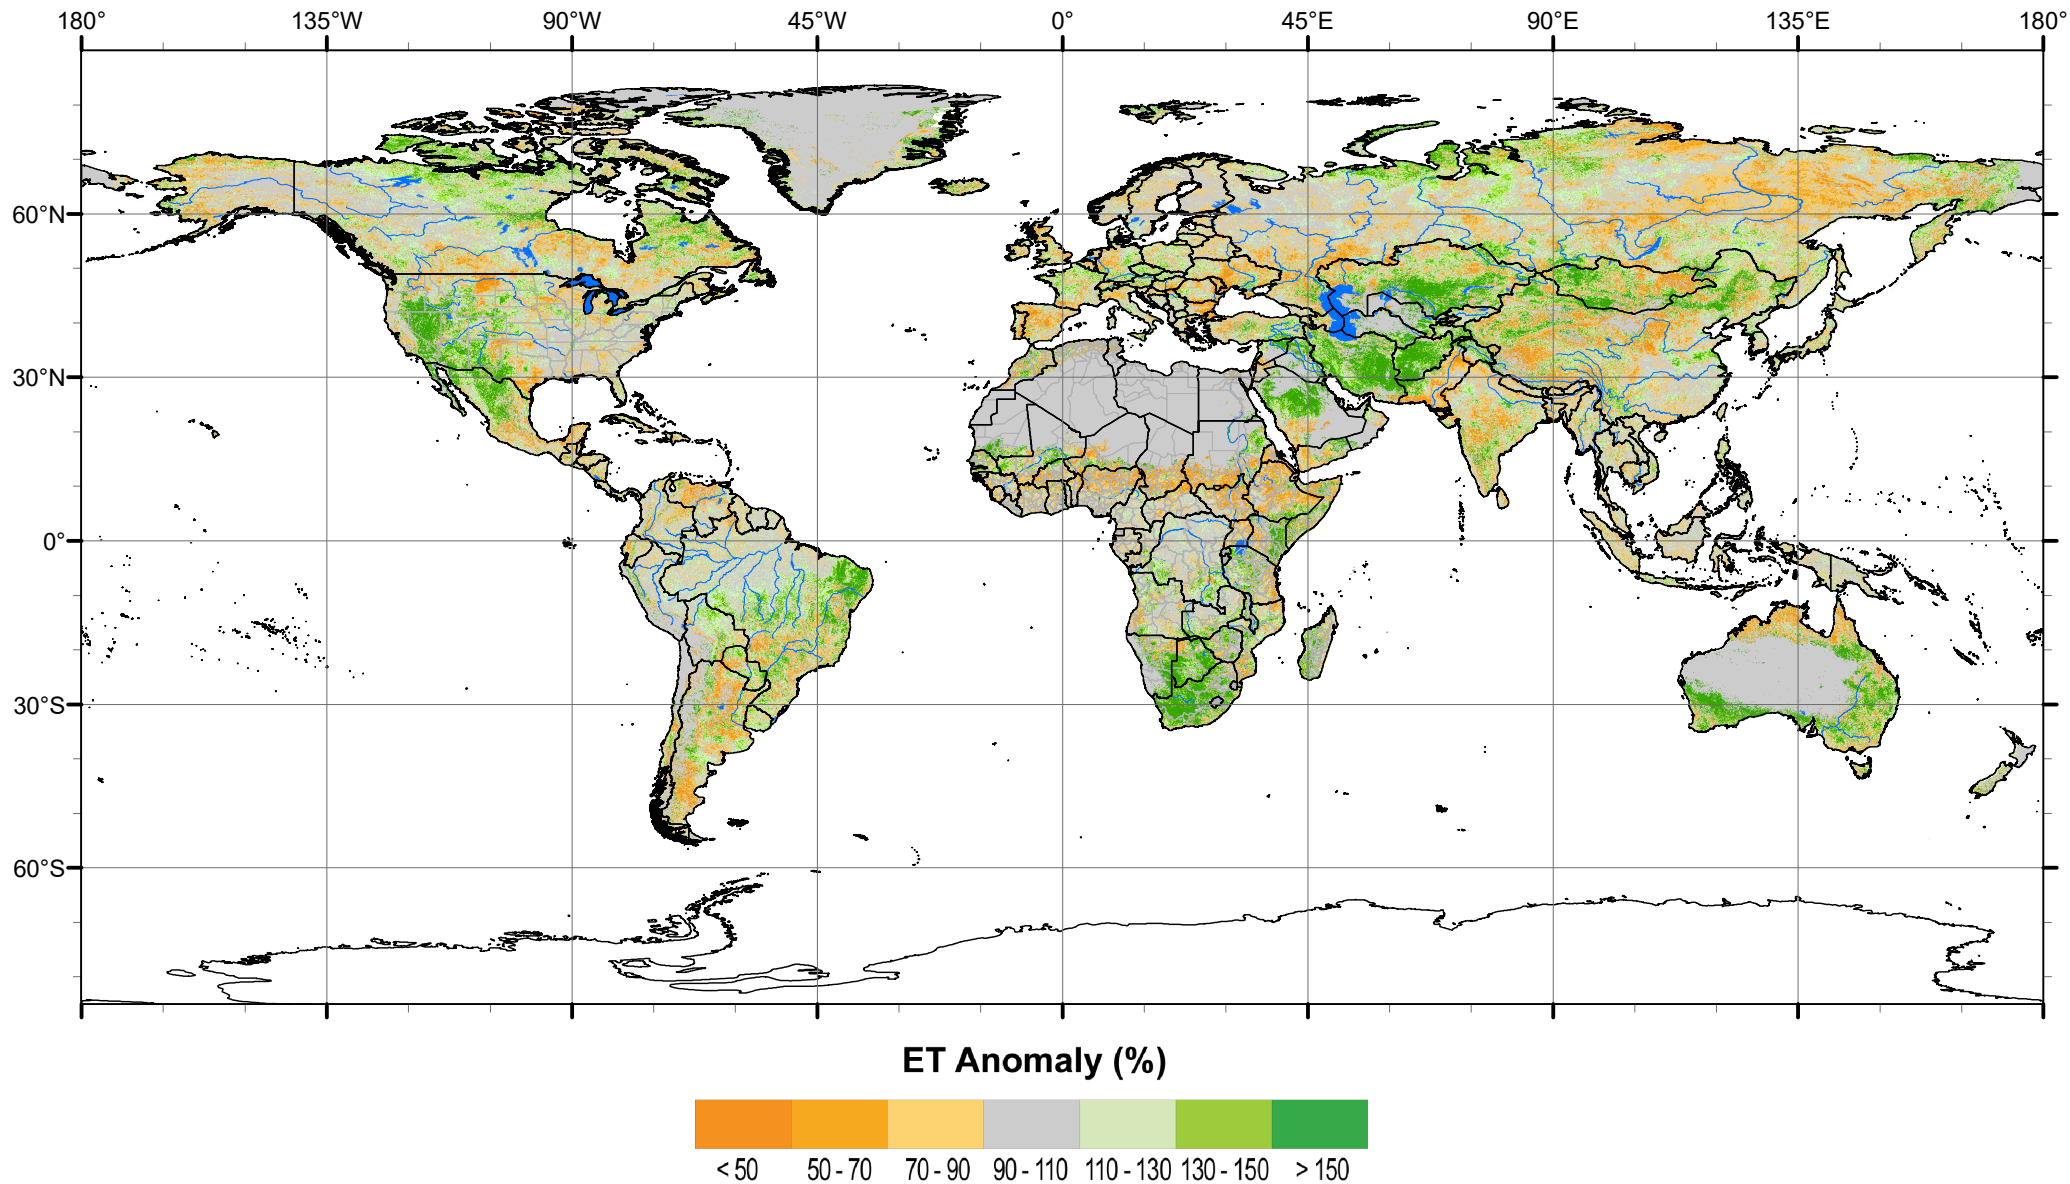 180° 135°W 90°W 45°W 0° 45°E 90°E 135°E 180°
60°N
30°N
0°
30°S
60°S
ET Anomaly (%)
< 50 50 - 70 70 - 90 90 - 110 110 - 130 130 - 150 > 150